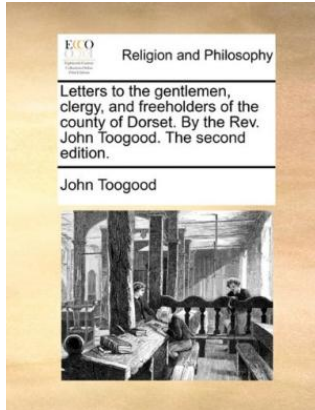 ECCO
Religion and Philosophy
Letters to the gentlemen,
clergy, and freeholders of the
county of Dorset. By the Rev.
John Toogood. The second
edition.
John Toogood